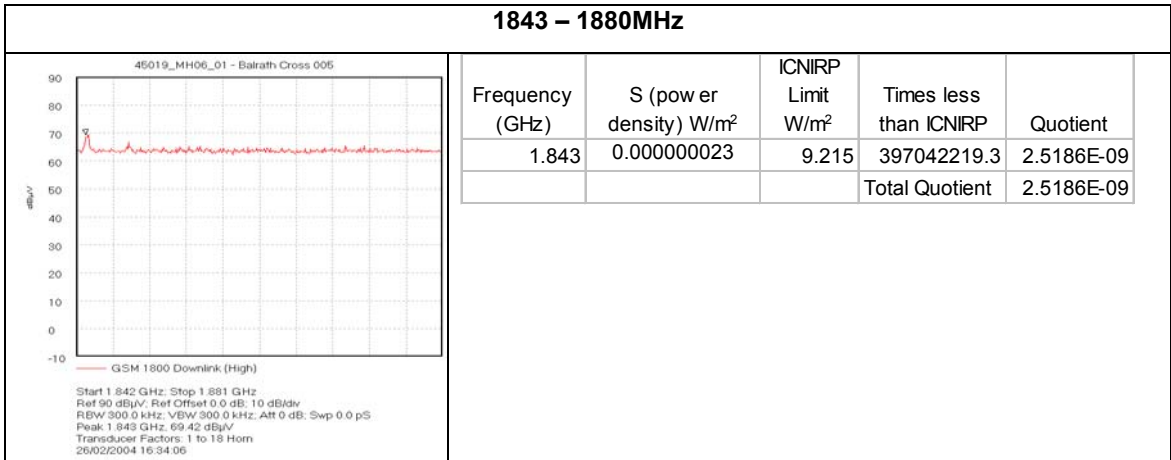 1843 – 1880MHz
45019_MH06_01 - Balrath Cross 005
90
80
70
60
50
40
30
20
10
0
-10
dBµV
GSM 1800 Downlink (High)
Start 1.842 GHz; Stop 1.881 GHz
Ref 90 dBµV; Ref Offset 0.0 dB; 10 dB/div
RBW 300.0 kHz; VBW 300.0 kHz; Att 0 dB; Swp 0.0 pS
Peak 1.843 GHz, 69.42 dBµV
Transducer Factors: 1 to 18 Horn
26/02/2004 16:34:06
Frequency (GHz) S (pow er density) W/m² ICNIRP Limit W/m² Times less than ICNIRP Quotient
1.843 0.000000023 9.215 397042219.3 2.5186E-09
Total Quotient 2.5186E-09